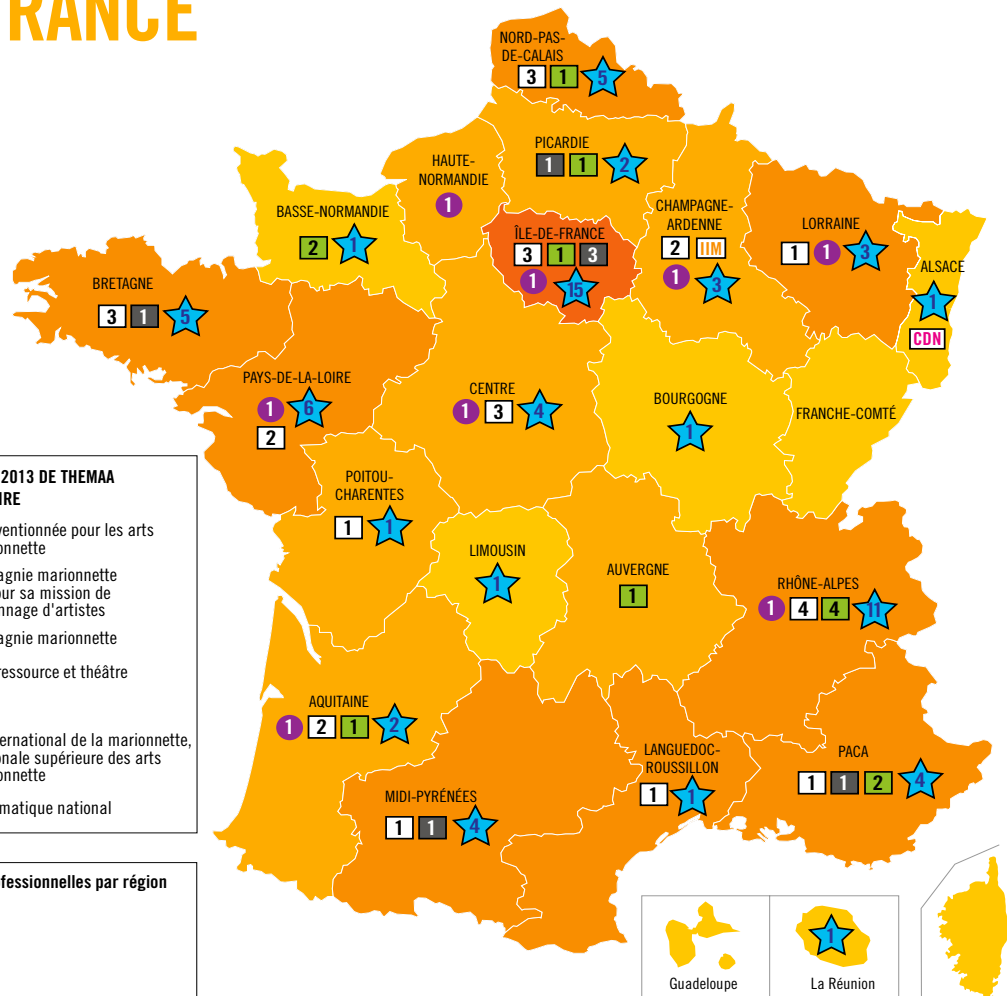 RANCE
NORD-PAS-
DE-CALAIS
3 1 5
PICARDIE
1 1 2
HAUTE-
NORMANDIE
1
BASSE-NORMANDIE
2 1
ÎLE-DE-FRANCE
3 1 3
1 15
CHAMPAGNE-
ARDENNE
2 IIM
1 3
LORRAINE
1 1 3
ALSACE
1
CDN
BRETAGNE
3 1 5
PAYS-DE-LA-LOIRE
1 6
2
CENTRE
1 3 4
BOURGOGNE
1
FRANCHE-COMTÉ
POITOU-
CHARENTES
1 1
LIMOUSIN
1
AUVERGNE
1
RHÔNE-ALPES
1 4 4 11
AQUITAINE
1 2 1 2
MIDI-PYRÉNÉES
1 1 4
LANGUEDOC-
ROUSSILLON
1 1
PACA
1 1 2 4
1
Guadeloupe
La Réunion
2013 DE THEMAA
IRE
ventionnée pour les arts
onnette
agnie marionnette
our sa mission de
nnage d'artistes
agnie marionnette
ressource et théâtre
ernational de la marionnette,
onale supérieure des arts
onnette
matique national
fessionnelles par région